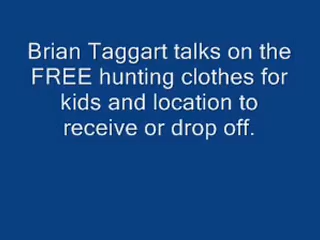 Brian Taggart talks on the
FREE hunting clothes for
kids and location to
receive or drop off.